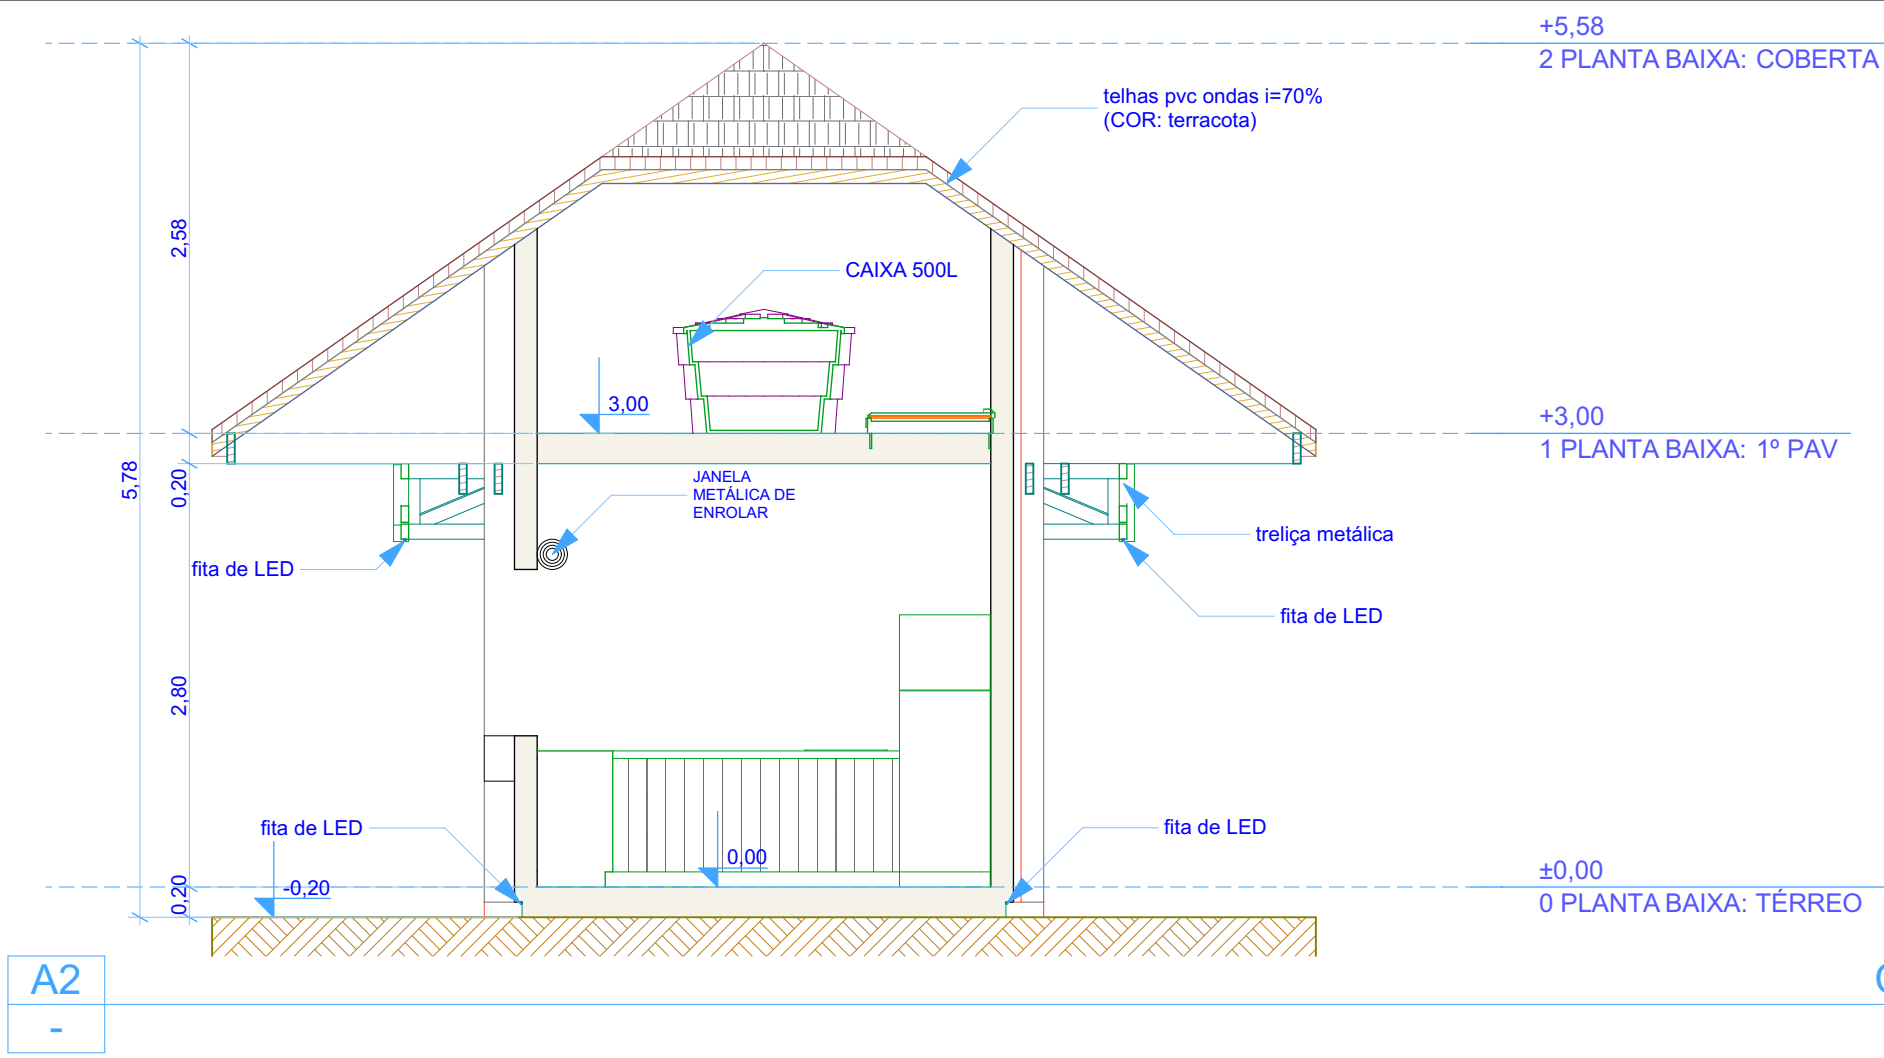 +5,58
2 PLANTA BAIXA: COBERTA
telhas pvc ondas i=70%
(COR: terracota)
2,58
CAIXA 500L
3,00
+3,00
1 PLANTA BAIXA: 1º PAV
5,78
0,20
JANELA
METÁLICA DE
ENROLAR
treliça metálica
fita de LED
fita de LED
2,80
fita de LED
fita de LED
0,00
±0,00
0 PLANTA BAIXA: TÉRREO
0,20
-0,20
A2
-